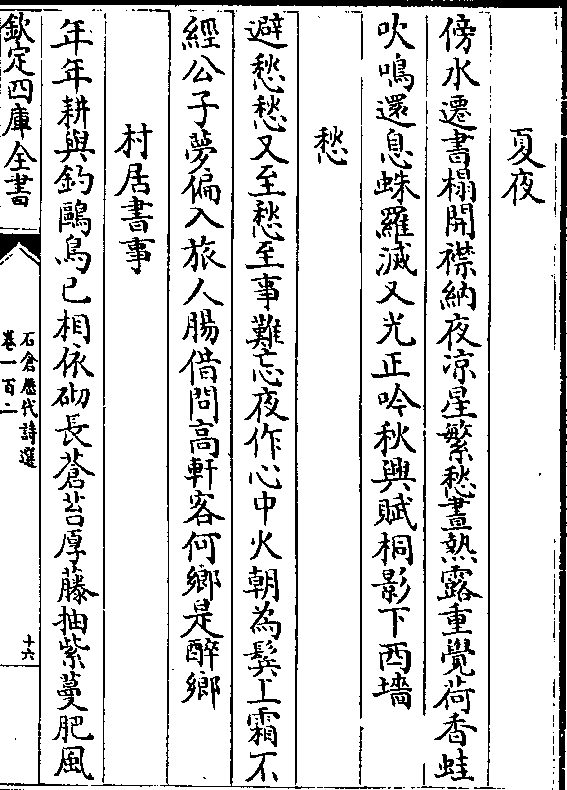 夏夜
傍水遷書榻開襟納夜凉星繁愁晝熱露重覺荷香蛙
吹鳴還息蛛羅滅又光正吟秋興賦桐影下西墻
愁
避愁愁又至愁至事難忘夜作心中火朝為鬂上霜不
經公子夢偏入旅人腸借問高軒客何鄉是醉鄉
村居書事
年年耕與釣鷗鳥已相依砌長蒼苔厚藤抽紫蔓肥風
欽定四庫全書
石倉歴代詩選
卷一百二
十六